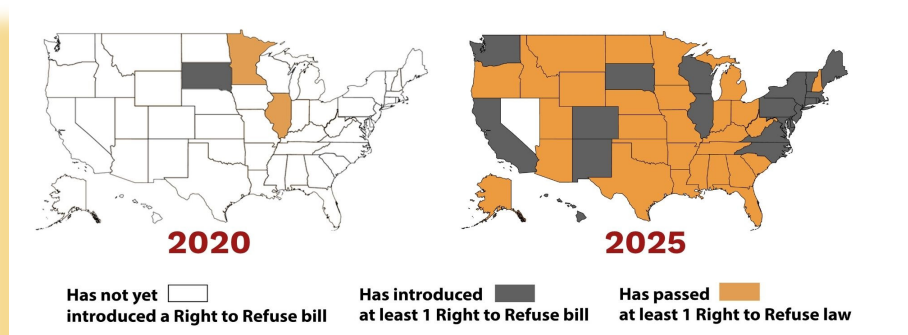 2020
2025
Has not yet
introduced a Right to Refuse bill
Has introduced
at least 1 Right to Refuse bill
Has passed
at least 1 Right to Refuse law